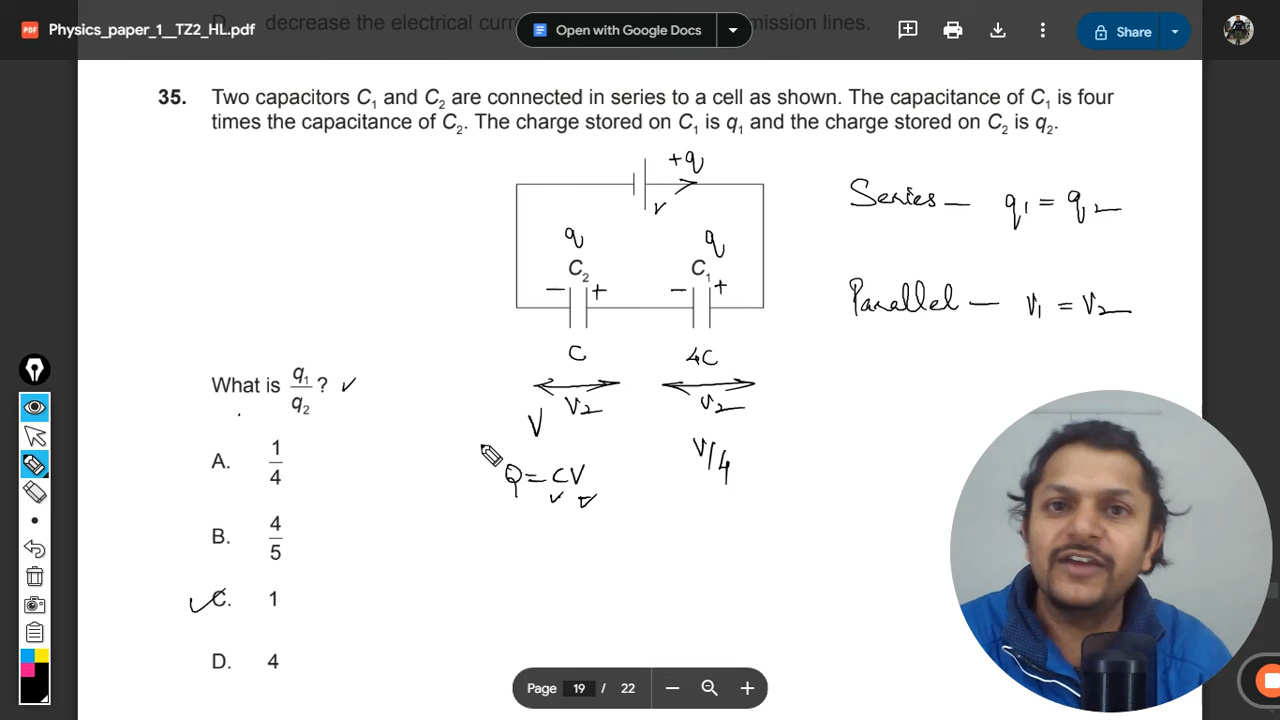 D. decrease the electrical curr mission lines.
Physics_paper_1__TZ2_HL.pdf
Open with Google Docs
Share
35. Two capacitors C₁ and C₂ are connected in series to a cell as shown. The capacitance of C₁ is four
times the capacitance of C₂. The charge stored on C₁ is q₁ and the charge stored on C₂ is q₂.
+q
V
Series — q₁ = q₂
q q
C₂ C₁
− + − +
Parallel — V₁ = V₂
C 4C
V₂ V₂
What is q₁/q₂?
V V/4
Q = CV
A. 1/4
B. 4/5
C. 1
D. 4
Page 19 / 22